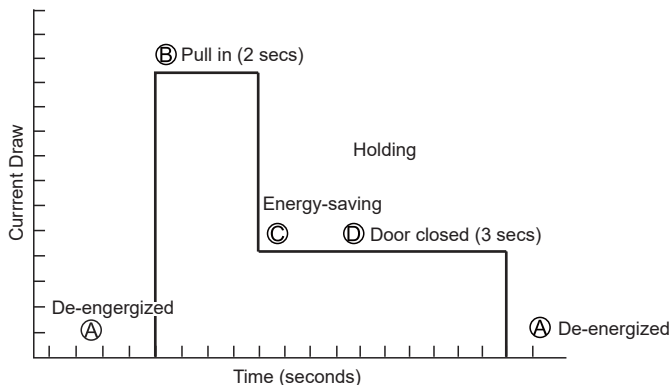 Ⓑ Pull in (2 secs)
Holding
Currrent Draw
Energy-saving
Ⓒ Ⓓ Door closed (3 secs)
De-engergized
Ⓐ
Ⓐ De-energized
Time (seconds)